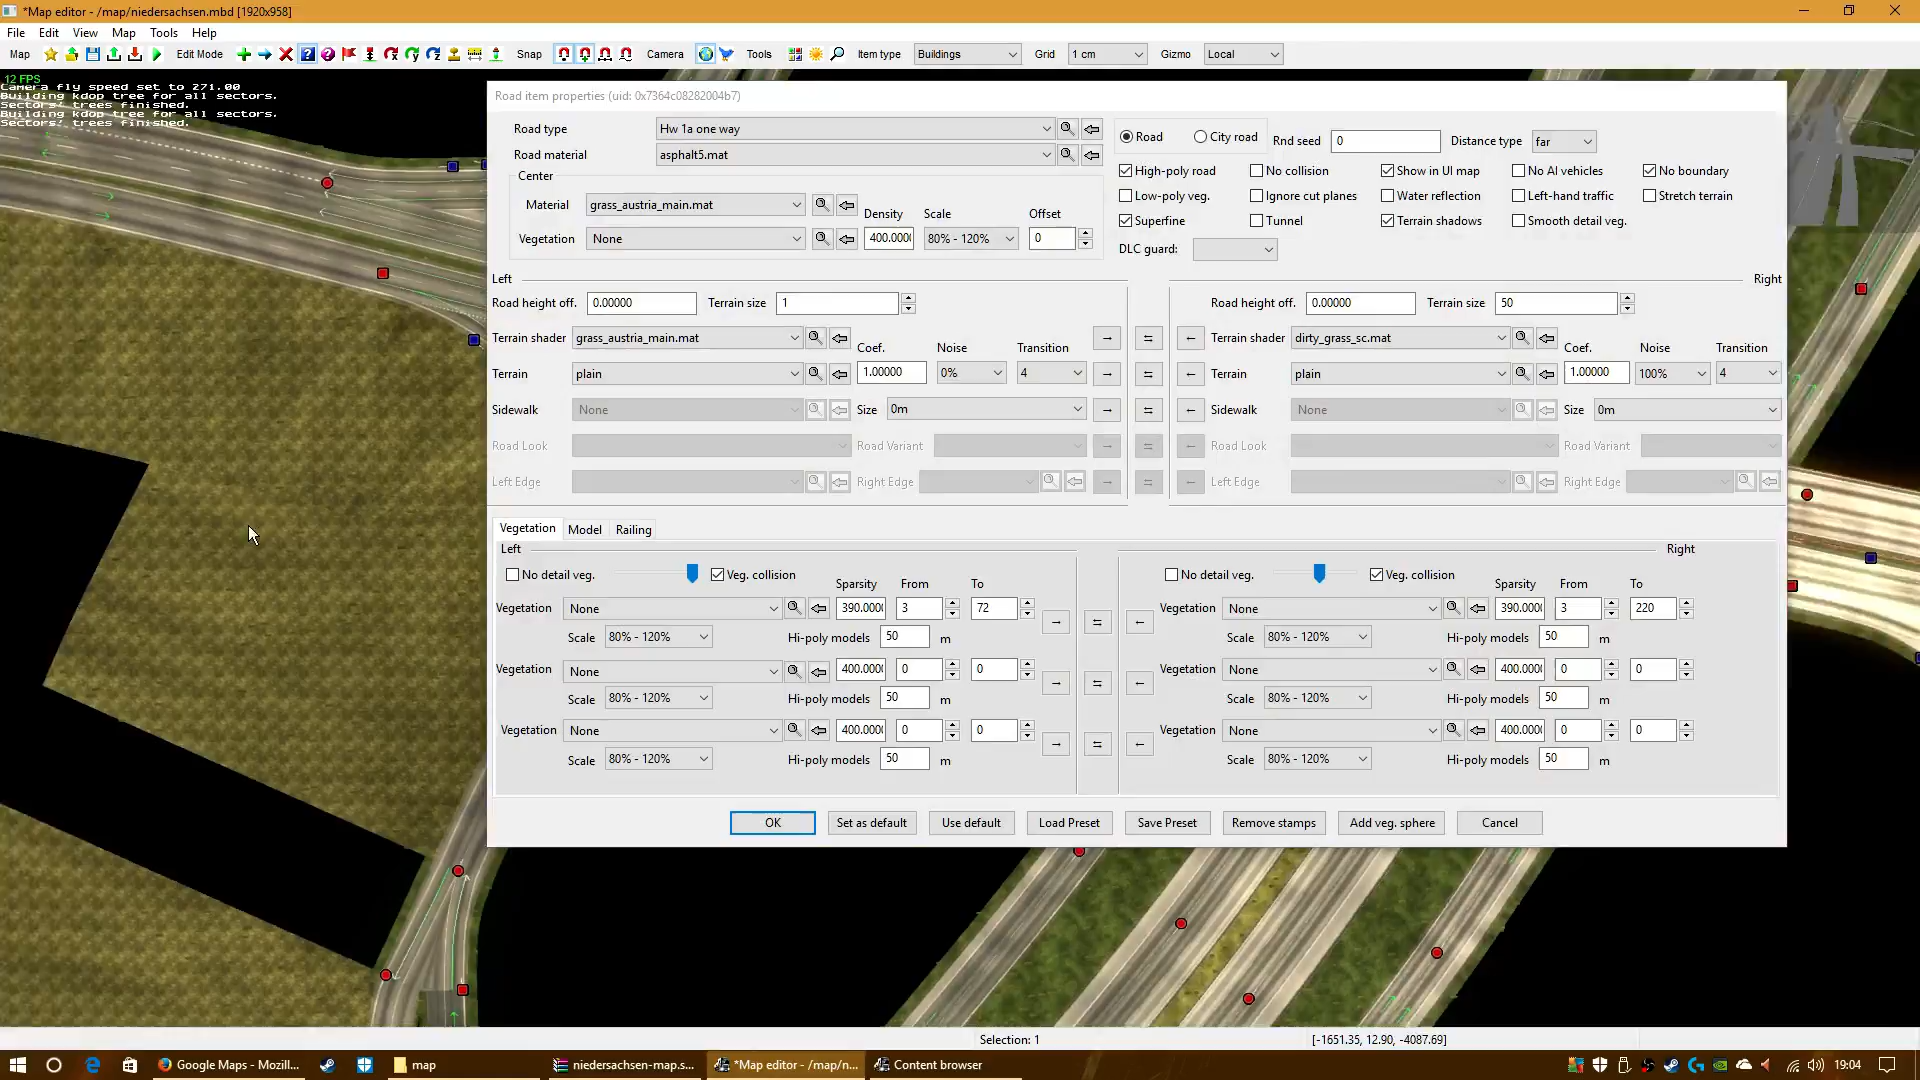 *Map editor - /map/niedersachsen.mbd [1920x958]
File Edit View Map Tools Help
Map Edit Mode Snap Camera Tools Item type Buildings Grid 1 cm Gizmo Local
12 FPS
Camera fly speed set to 271.00
Building kdop tree for all sectors.
Sectors' trees finished.
Building kdop tree for all sectors.
Sectors' trees finished.
Road item properties (uid: 0x7364c08282004b7)
Road type Hw 1a one way Road City road Rnd seed 0 Distance type far
Road material asphalt5.mat
High-poly road No collision Show in UI map No AI vehicles No boundary
Center
Low-poly veg. Ignore cut planes Water reflection Left-hand traffic Stretch terrain
Material grass_austria_main.mat Density Scale Offset
Superfine Tunnel Terrain shadows Smooth detail veg.
Vegetation None 400.000 80% - 120% 0
DLC guard:
Left Right
Road height off. 0.00000 Terrain size 1 Road height off. 0.00000 Terrain size 50
Terrain shader grass_austria_main.mat Coef. Noise Transition Terrain shader dirty_grass_sc.mat Coef. Noise Transition
Terrain plain 1.00000 0% 4 Terrain plain 1.00000 100% 4
Sidewalk None Size 0m Sidewalk None Size 0m
Road Look Road Variant Road Look Road Variant
Left Edge Right Edge Left Edge Right Edge
Vegetation Model Railing
Left Right
No detail veg. Veg. collision Sparsity From To No detail veg. Veg. collision Sparsity From To
Vegetation None 390.000 3 72 Vegetation None 390.000 3 220
Scale 80% - 120% Hi-poly models 50 m Scale 80% - 120% Hi-poly models 50 m
Vegetation None 400.000 0 0 Vegetation None 400.000 0 0
Scale 80% - 120% Hi-poly models 50 m Scale 80% - 120% Hi-poly models 50 m
Vegetation None 400.000 0 0 Vegetation None 400.000 0 0
Scale 80% - 120% Hi-poly models 50 m Scale 80% - 120% Hi-poly models 50 m
OK Set as default Use default Load Preset Save Preset Remove stamps Add veg. sphere Cancel
Selection: 1 [-1651.35, 12.90, -4087.69]
Google Maps - Mozill... map niedersachsen-map.s... *Map editor - /map/n... Content browser 19:04